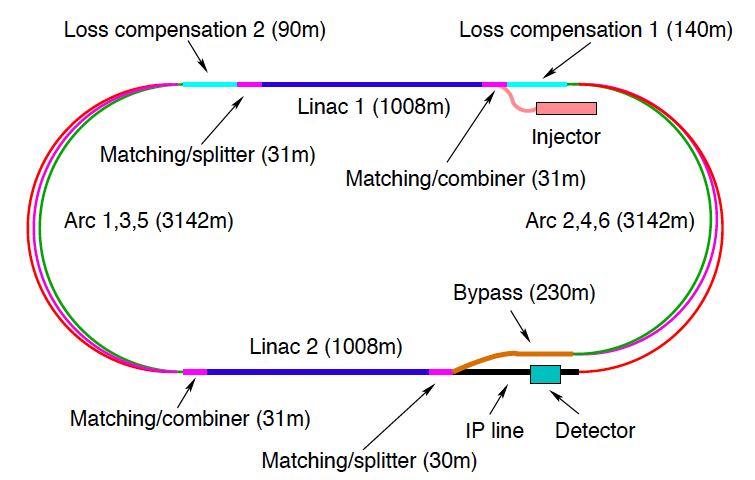 Loss compensation 2 (90m)
Loss compensation 1 (140m)
Linac 1 (1008m)
Injector
Matching/splitter (31m)
Matching/combiner (31m)
Arc 1,3,5 (3142m)
Arc 2,4,6 (3142m)
Bypass (230m)
Linac 2 (1008m)
Matching/combiner (31m)
IP line
Detector
Matching/splitter (30m)